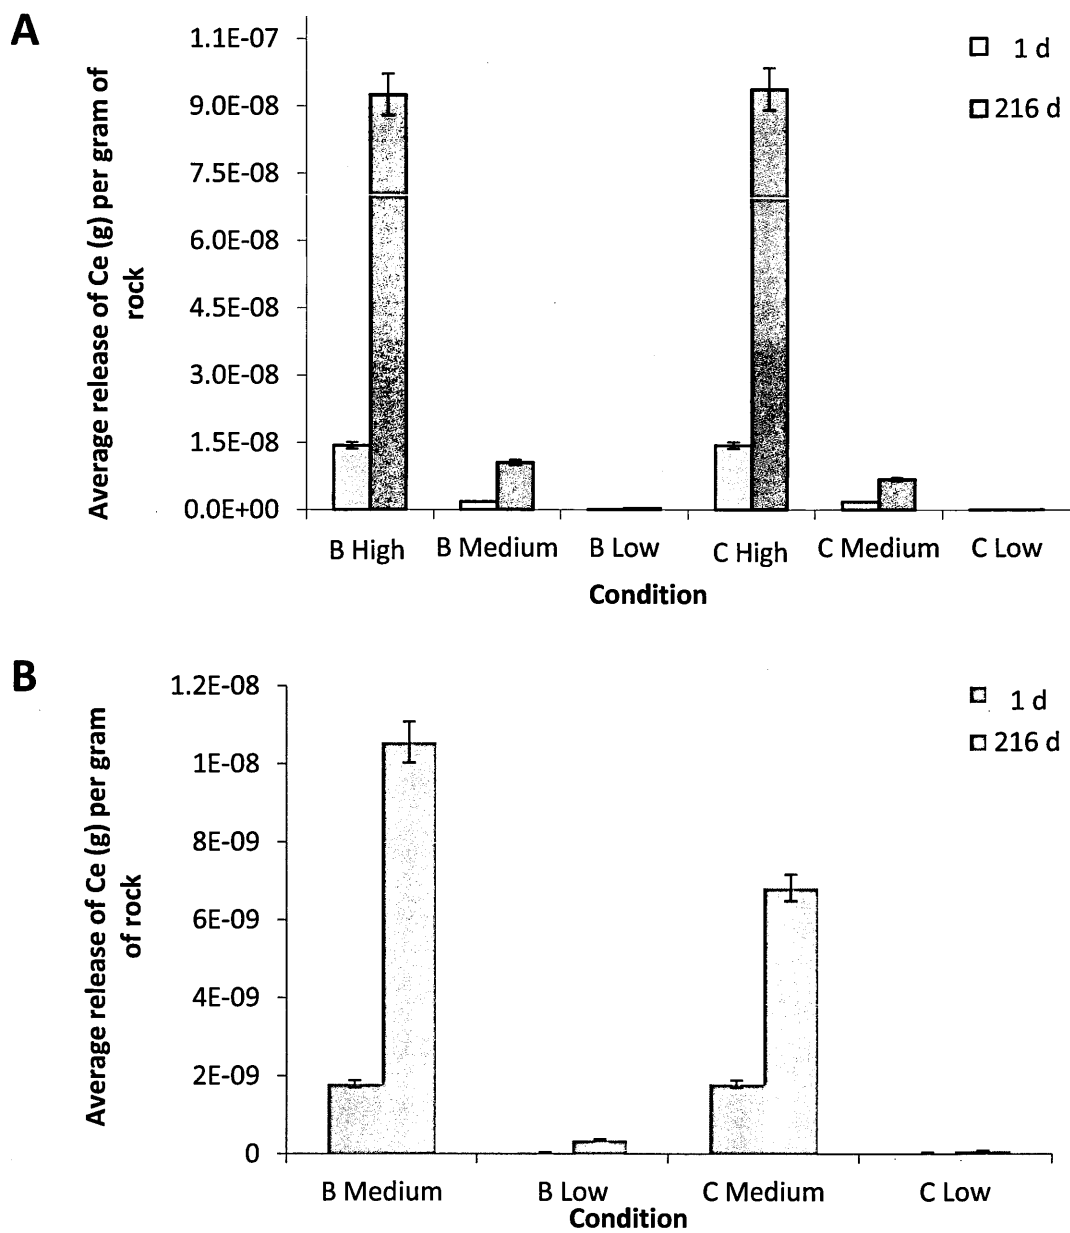 A
Average release of Ce (g) per gram of
rock
1.1E-07
9.0E-08
7.5E-08
6.0E-08
4.5E-08
3.0E-08
1.5E-08
0.0E+00
1 d
216 d
B High
B Medium
B Low
C High
C Medium
C Low
Condition
B
Average release of Ce (g) per gram
of rock
1.2E-08
1E-08
8E-09
6E-09
4E-09
2E-09
0
1 d
216 d
B Medium
B Low
C Medium
C Low
Condition